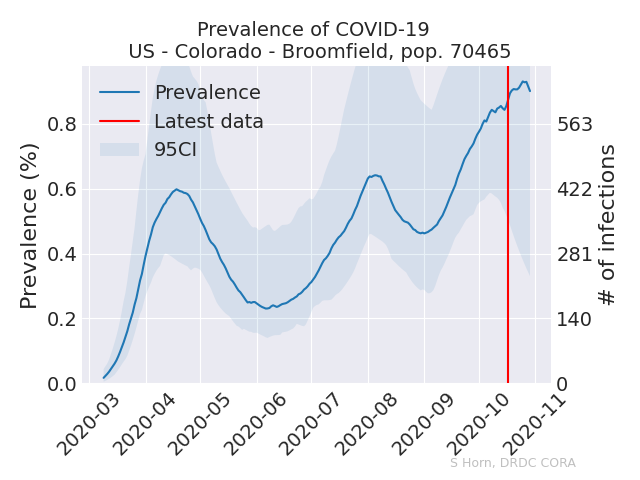 Prevalence of COVID-19
US - Colorado - Broomfield, pop. 70465
Prevalence
Latest data
95CI
Prevalence (%)
0.8
0.6
0.4
0.2
0.0
# of infections
563
422
281
140
0
2020-03
2020-04
2020-05
2020-06
2020-07
2020-08
2020-09
2020-10
2020-11
S Horn, DRDC CORA